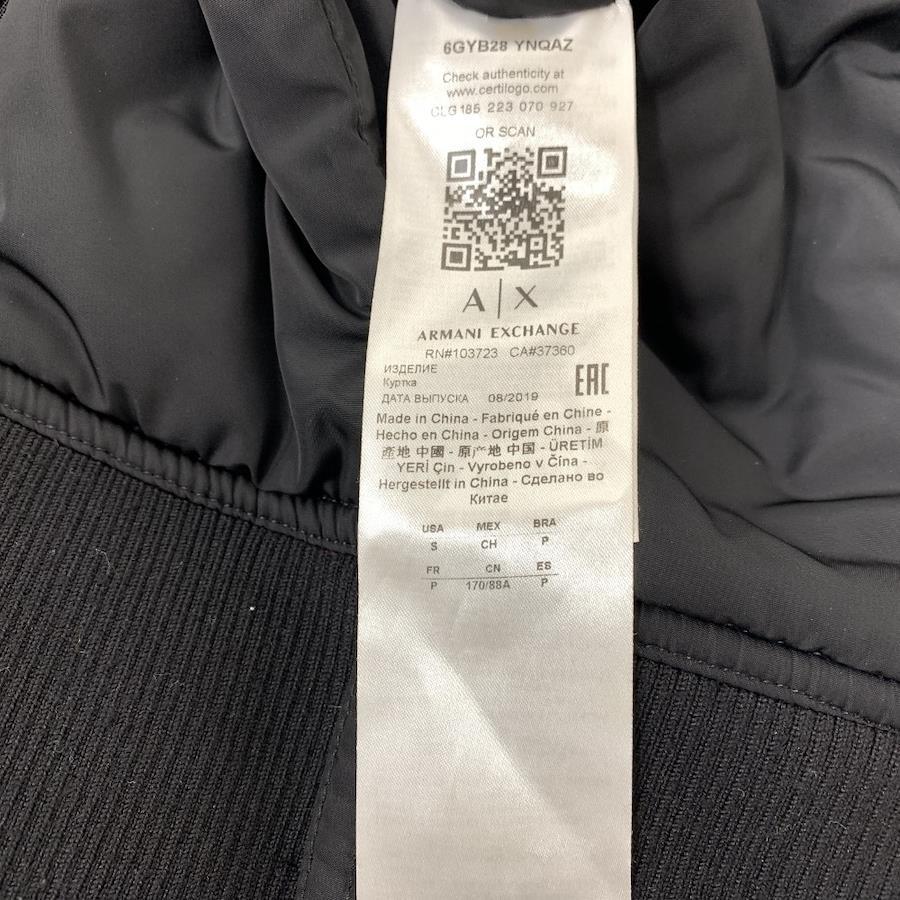 6GYB28 YNQAZ
Check authenticity at
www.certilogo.com
CLG 185 223 070 927
OR SCAN
A|X
ARMANI EXCHANGE
RN#103723 CA#37360
ИЗДЕЛИЕ
Куртка
EAC
ДАТА ВЫПУСКА 08/2019
Made in China - Fabriqué en Chine -
Hecho en China - Origem China - 原
產地 中國 - 原产地 中国 - ÜRETİM
YERİ Çin - Vyrobeno v Čína -
Hergestellt in China - Сделано во
Китае
USA MEX BRA
S CH P
FR CN ES
P 170/88A P